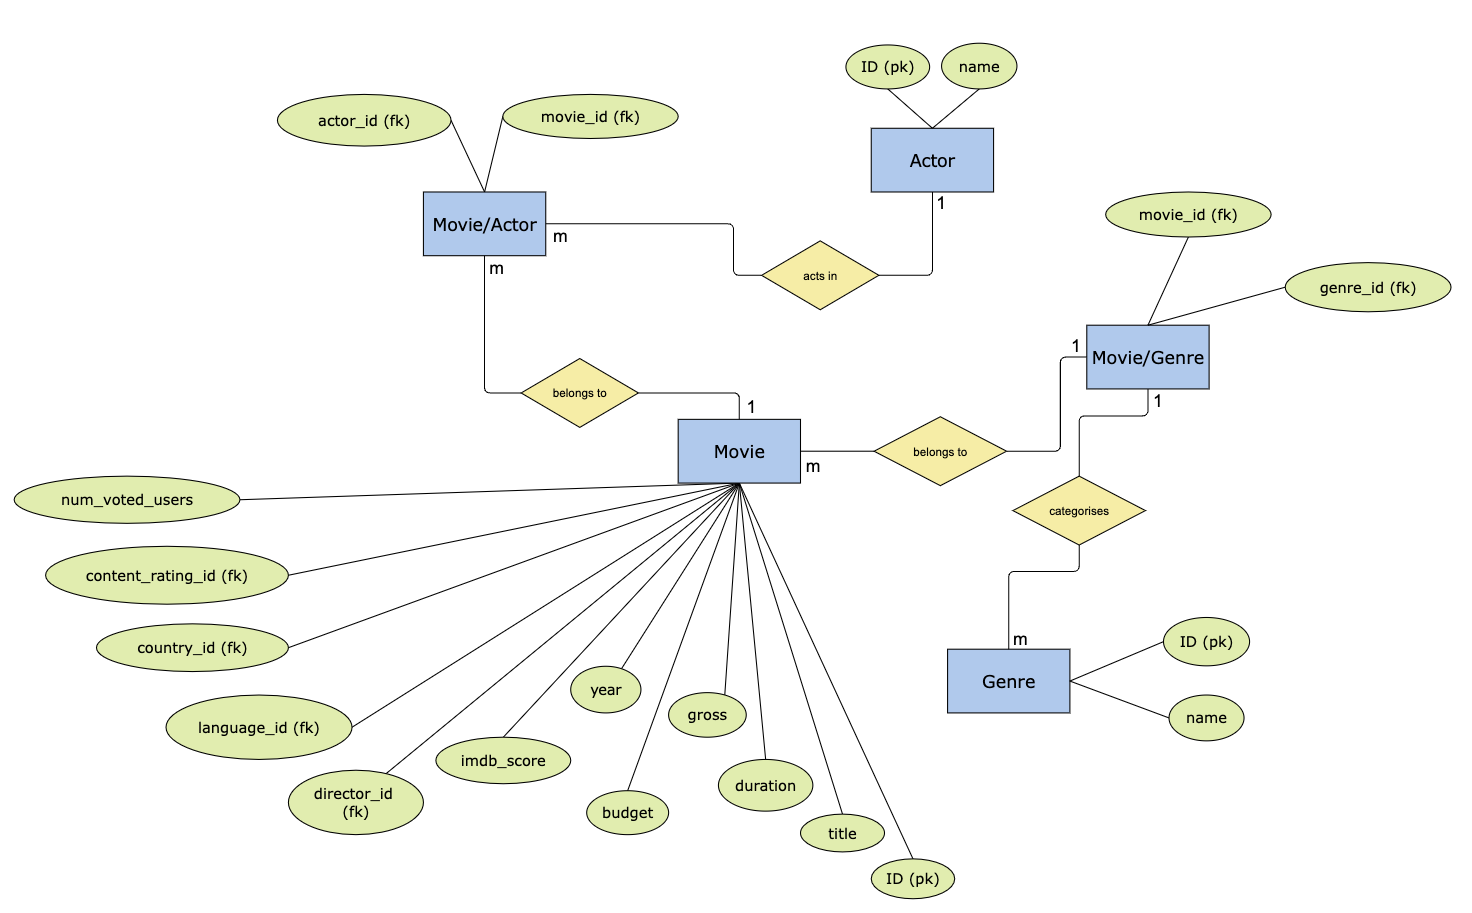 ID (pk)
name
actor_id (fk)
movie_id (fk)
Actor
1
Movie/Actor
m
m
acts in
movie_id (fk)
genre_id (fk)
1
Movie/Genre
1
belongs to
1
Movie
m
belongs to
categorises
num_voted_users
content_rating_id (fk)
country_id (fk)
language_id (fk)
director_id
(fk)
imdb_score
year
budget
gross
duration
title
ID (pk)
m
Genre
ID (pk)
name